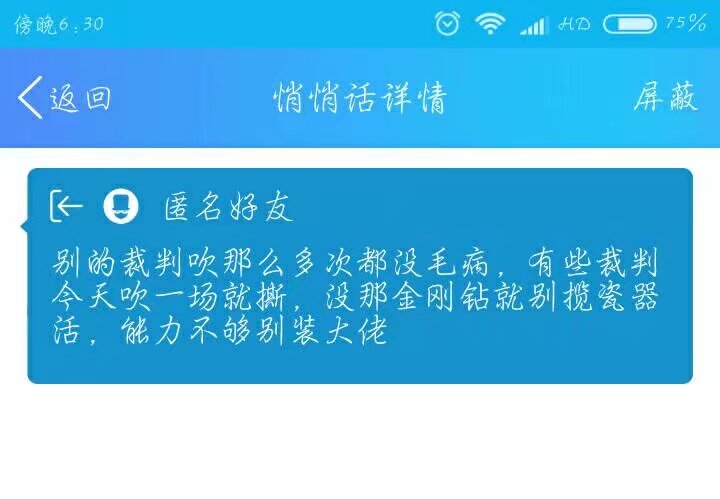 傍晚6:30 HD 75%
返回 悄悄话详情 屏蔽
匿名好友
别的裁判吹那么多次都没毛病，有些裁判
今天吹一场就撕，没那金刚钻就别揽瓷器
活，能力不够别装大佬